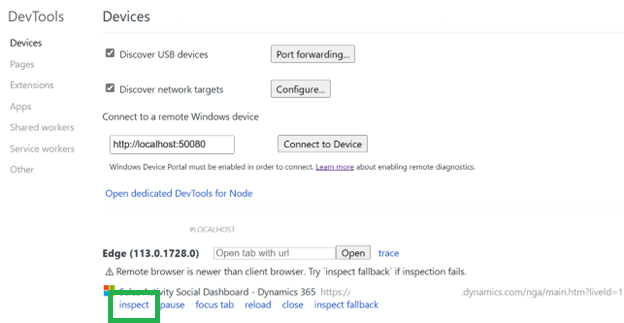 DevTools
Devices
Pages
Extensions
Apps
Shared workers
Service workers
Other
Devices
Discover USB devices
Port forwarding...
Discover network targets
Configure...
Connect to a remote Windows device
http://localhost:50080
Connect to Device
Windows Device Portal must be enabled in order to connect. Learn more about enabling remote diagnostics.
Open dedicated DevTools for Node
#LOCALHOST
Edge (113.0.1728.0) Open tab with url Open trace
⚠ Remote browser is newer than client browser. Try `inspect fallback` if inspection fails.
Activity Social Dashboard - Dynamics 365 https:// .dynamics.com/nga/main.htm?liveId=1
inspect pause focus tab reload close inspect fallback